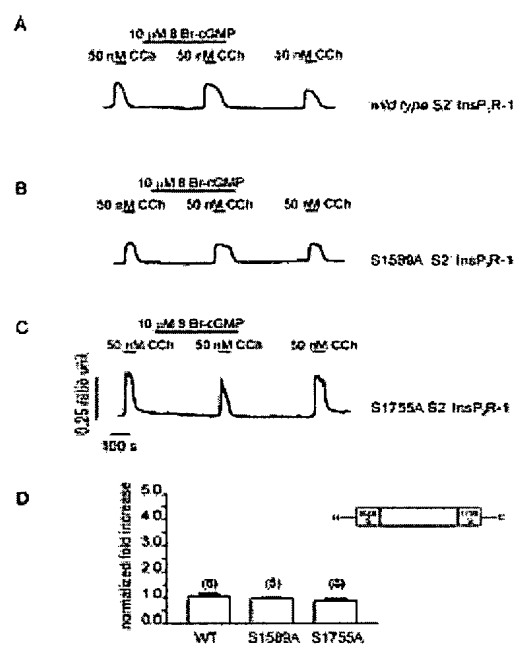 A
10 µM 8 Br-cGMP
50 nM CCh 50 nM CCh 50 nM CCh
wild type S2⁻ InsP₃R-1
B
10 µM 8 Br-cGMP
50 nM CCh 50 nM CCh 50 nM CCh
S1589A S2⁻ InsP₃R-1
C
10 µM 8 Br-cGMP
50 nM CCh 50 nM CCh 50 nM CCh
S1755A S2⁻ InsP₃R-1
0.25 ratio unit
100 s
D
normalized fold increase
5.0
4.0
3.0
2.0
1.0
0.0
(5)
WT S1589A S1755A